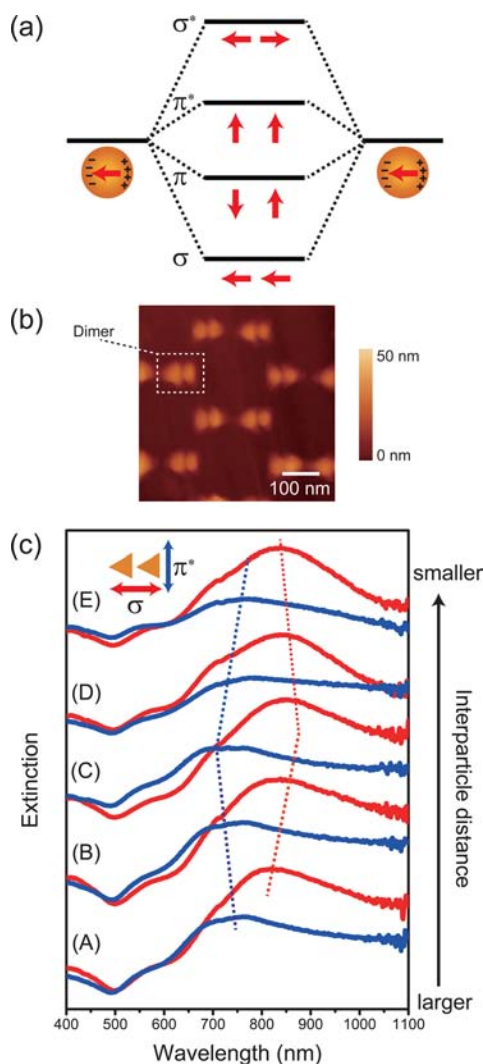 (a)
σ*
π*
π
σ
(b)
Dimer
50 nm
0 nm
100 nm
(c)
π*
σ
(E)
(D)
(C)
(B)
(A)
smaller
Interparticle distance
larger
Extinction
400 500 600 700 800 900 1000 1100
Wavelength (nm)